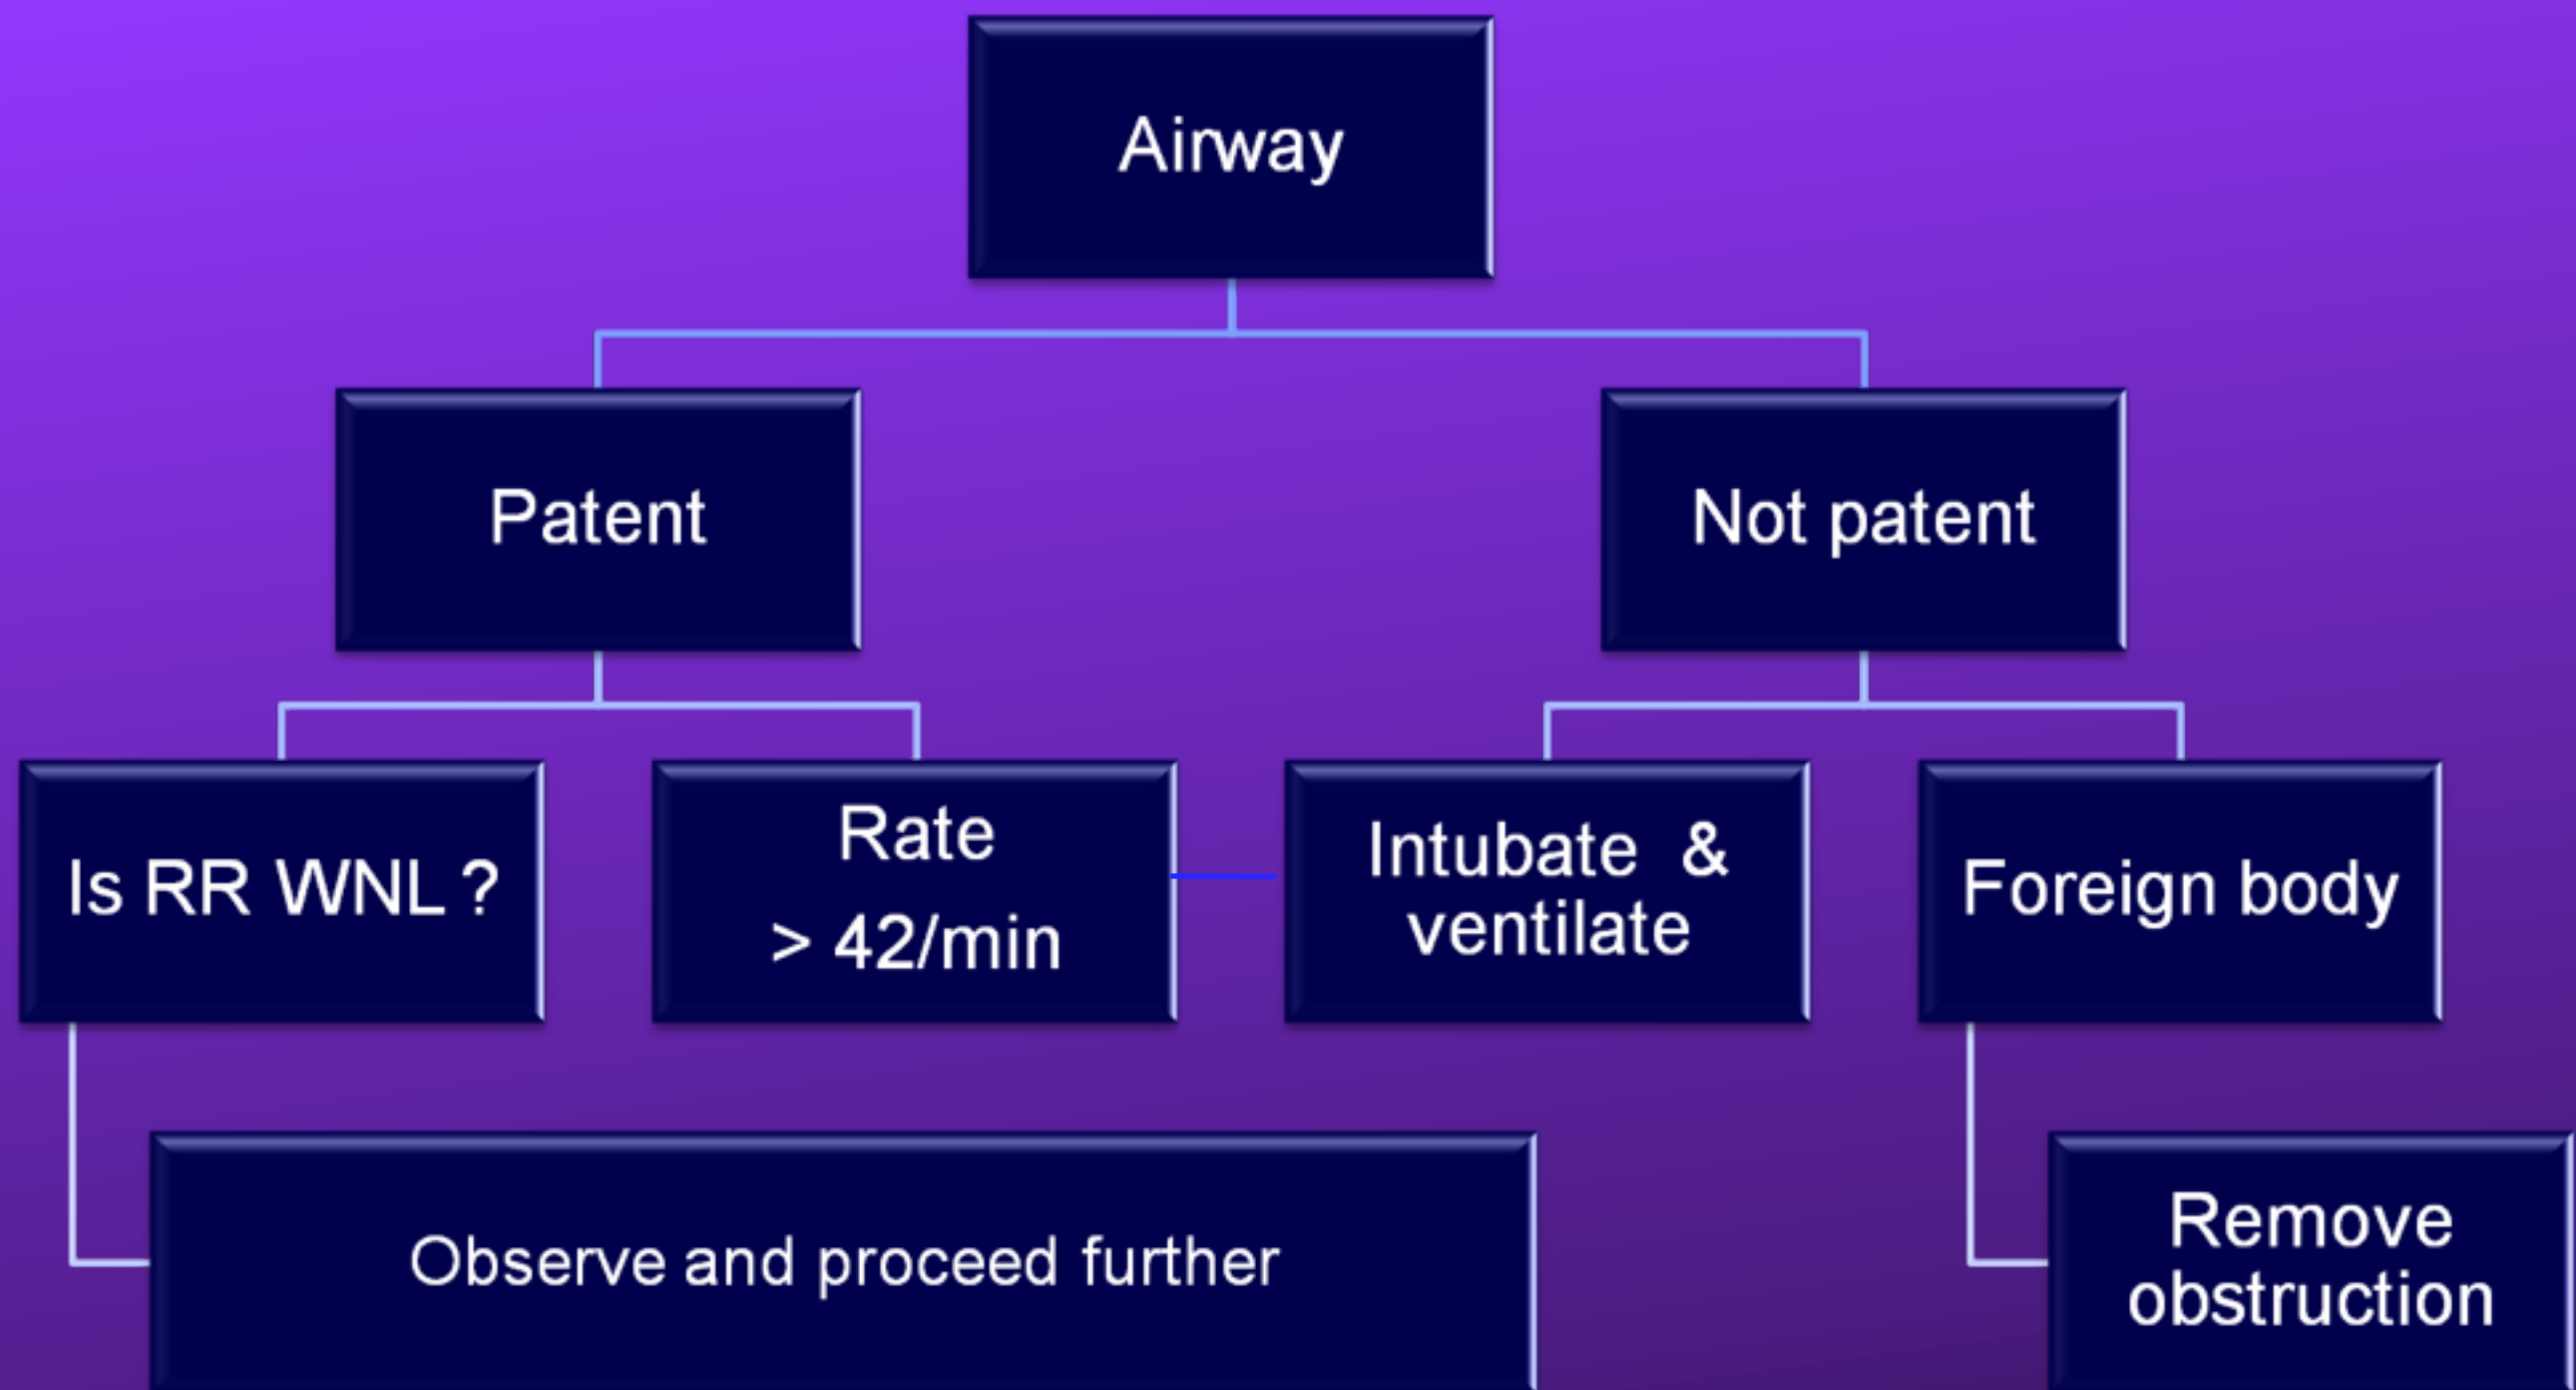 Airway
Patent
Not patent
Is RR WNL ?
Rate
> 42/min
Intubate &
ventilate
Foreign body
Observe and proceed further
Remove
obstruction